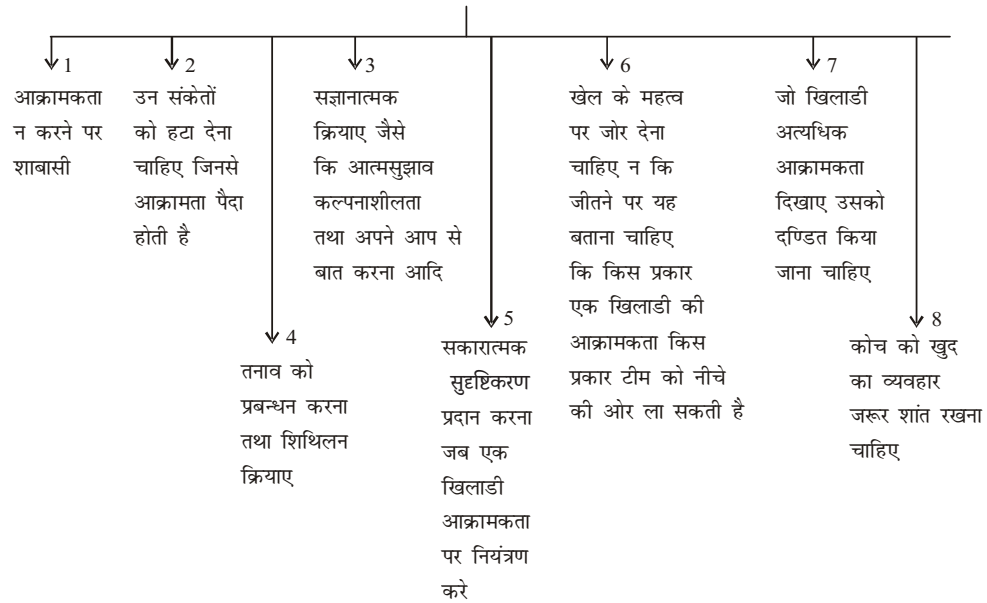 1
आक्रामकता
न करने पर
शाबासी
2
उन संकेतों
को हटा देना
चाहिए जिनसे
आक्रामता पैदा
होती है
3
सज्ञानात्मक
क्रियाए जैसे
कि आत्मसुझाव
कल्पनाशीलता
तथा अपने आप से
बात करना आदि
4
तनाव को
प्रबन्धन करना
तथा शिथिलन
क्रियाए
5
सकारात्मक
सुदृष्टिकरण
प्रदान करना
जब एक
खिलाडी
आक्रामकता
पर नियंत्रण
करे
6
खेल के महत्व
पर जोर देना
चाहिए न कि
जीतने पर यह
बताना चाहिए
कि किस प्रकार
एक खिलाडी की
आक्रामकता किस
प्रकार टीम को नीचे
की ओर ला सकती है
7
जो खिलाडी
अत्यधिक
आक्रामकता
दिखाए उसको
दण्डित किया
जाना चाहिए
8
कोच को खुद
का व्यवहार
जरूर शांत रखना
चाहिए